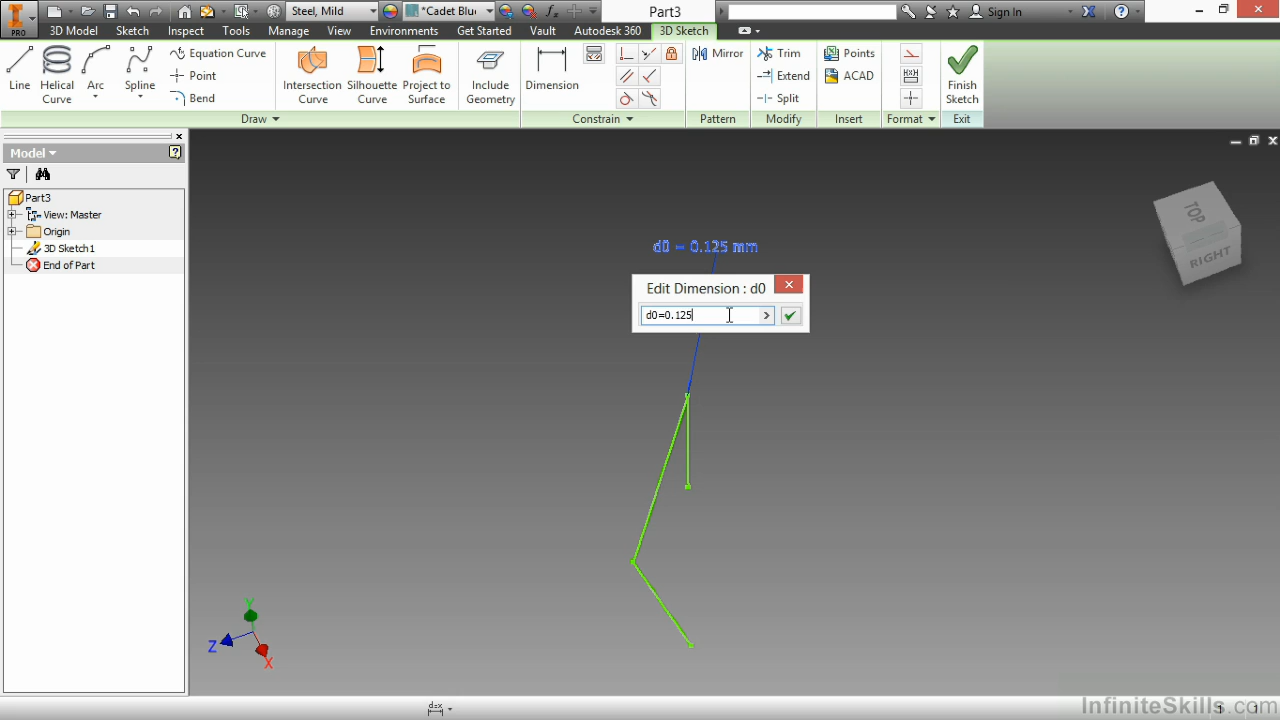 Steel, Mild
*Cadet Blue
Part3
Sign In
PRO
3D Model
Sketch
Inspect
Tools
Manage
View
Environments
Get Started
Vault
Autodesk 360
3D Sketch
Line
Helical Curve
Arc
Spline
Equation Curve
Point
Bend
Intersection Curve
Silhouette Curve
Project to Surface
Include Geometry
Dimension
Mirror
Trim
Extend
Split
Points
ACAD
Finish Sketch
Draw
Constrain
Pattern
Modify
Insert
Format
Exit
Model
Part3
View: Master
Origin
3D Sketch1
End of Part
d0 = 0.125 mm
Edit Dimension : d0
d0=0.125
TOP
RIGHT
Y
Z
X
InfiniteSkills.com